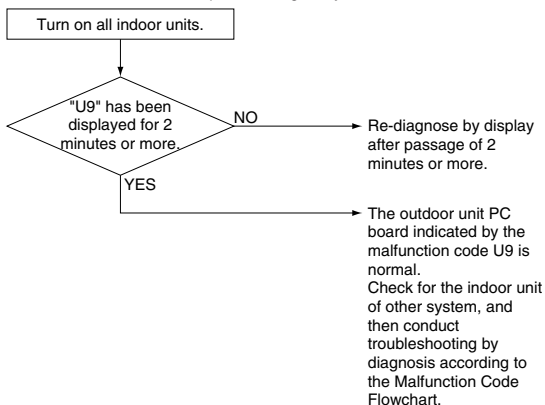 Turn on all indoor units.
"U9" has been
displayed for 2
minutes or more.
NO
Re-diagnose by display
after passage of 2
minutes or more.
YES
The outdoor unit PC
board indicated by the
malfunction code U9 is
normal.
Check for the indoor unit
of other system, and
then conduct
troubleshooting by
diagnosis according to
the Malfunction Code
Flowchart.